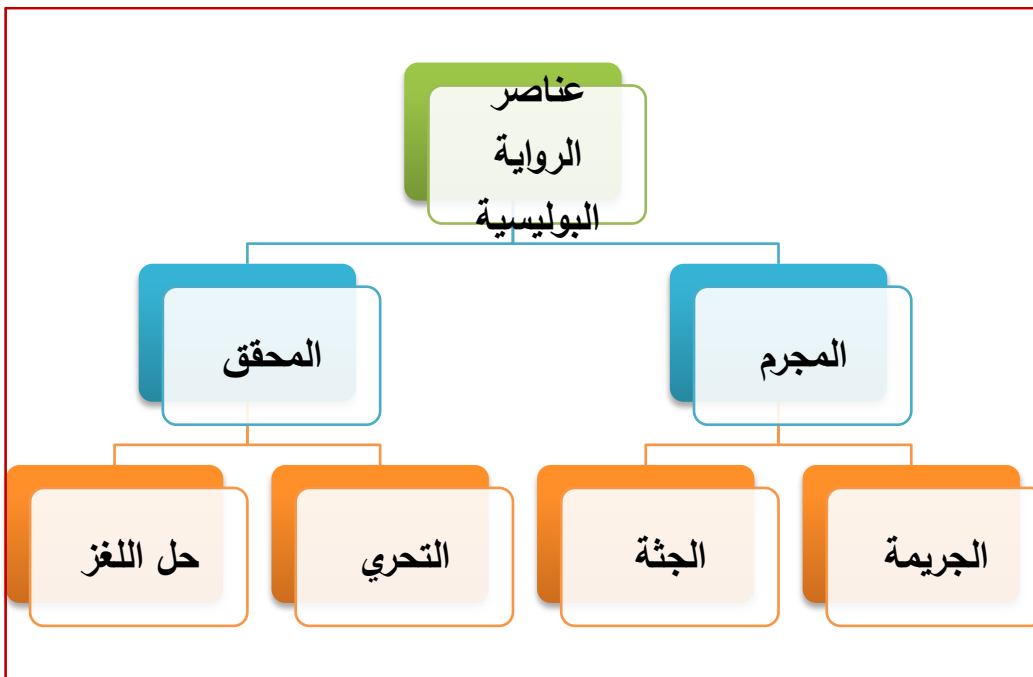 عناصر
الرواية
البوليسية
المجرم
المحقق
الجريمة
الجثة
التحري
حل اللغز